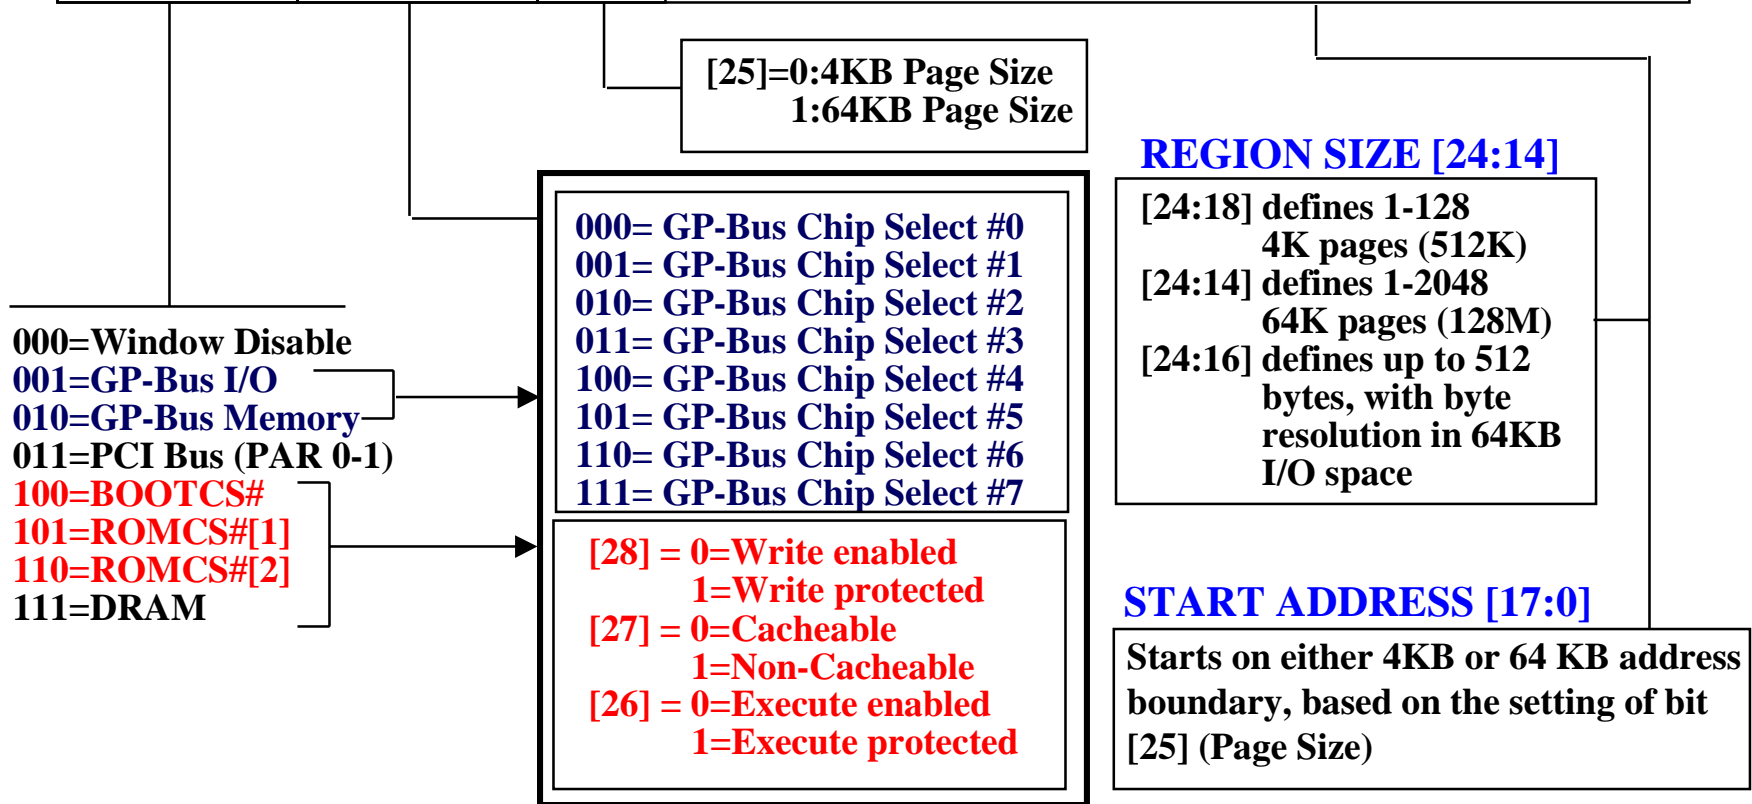 [25]=0:4KB Page Size
1:64KB Page Size
000=Window Disable
001=GP-Bus I/O
010=GP-Bus Memory
011=PCI Bus (PAR 0-1)
100=BOOTCS#
101=ROMCS#[1]
110=ROMCS#[2]
111=DRAM
000= GP-Bus Chip Select #0
001= GP-Bus Chip Select #1
010= GP-Bus Chip Select #2
011= GP-Bus Chip Select #3
100= GP-Bus Chip Select #4
101= GP-Bus Chip Select #5
110= GP-Bus Chip Select #6
111= GP-Bus Chip Select #7
[28] = 0=Write enabled
1=Write protected
[27] = 0=Cacheable
1=Non-Cacheable
[26] = 0=Execute enabled
1=Execute protected
REGION SIZE [24:14]
[24:18] defines 1-128
4K pages (512K)
[24:14] defines 1-2048
64K pages (128M)
[24:16] defines up to 512
bytes, with byte
resolution in 64KB
I/O space
START ADDRESS [17:0]
Starts on either 4KB or 64 KB address
boundary, based on the setting of bit
[25] (Page Size)